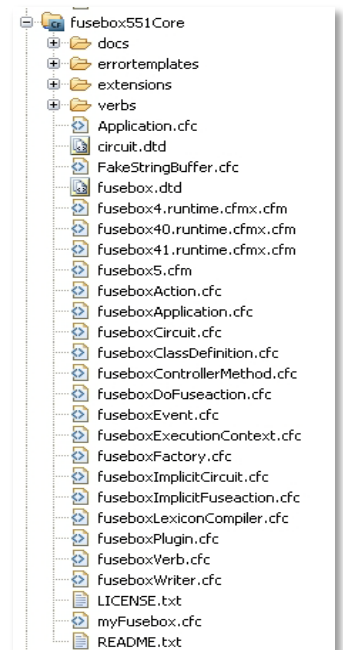 fusebox551Core
docs
errortemplates
extensions
verbs
Application.cfc
circuit.dtd
FakeStringBuffer.cfc
fusebox.dtd
fusebox4.runtime.cfmx.cfm
fusebox40.runtime.cfmx.cfm
fusebox41.runtime.cfmx.cfm
fusebox5.cfm
fuseboxAction.cfc
fuseboxApplication.cfc
fuseboxCircuit.cfc
fuseboxClassDefinition.cfc
fuseboxControllerMethod.cfc
fuseboxDoFuseaction.cfc
fuseboxEvent.cfc
fuseboxExecutionContext.cfc
fuseboxFactory.cfc
fuseboxImplicitCircuit.cfc
fuseboxImplicitFuseaction.cfc
fuseboxLexiconCompiler.cfc
fuseboxPlugin.cfc
fuseboxVerb.cfc
fuseboxWriter.cfc
LICENSE.txt
myFusebox.cfc
README.txt